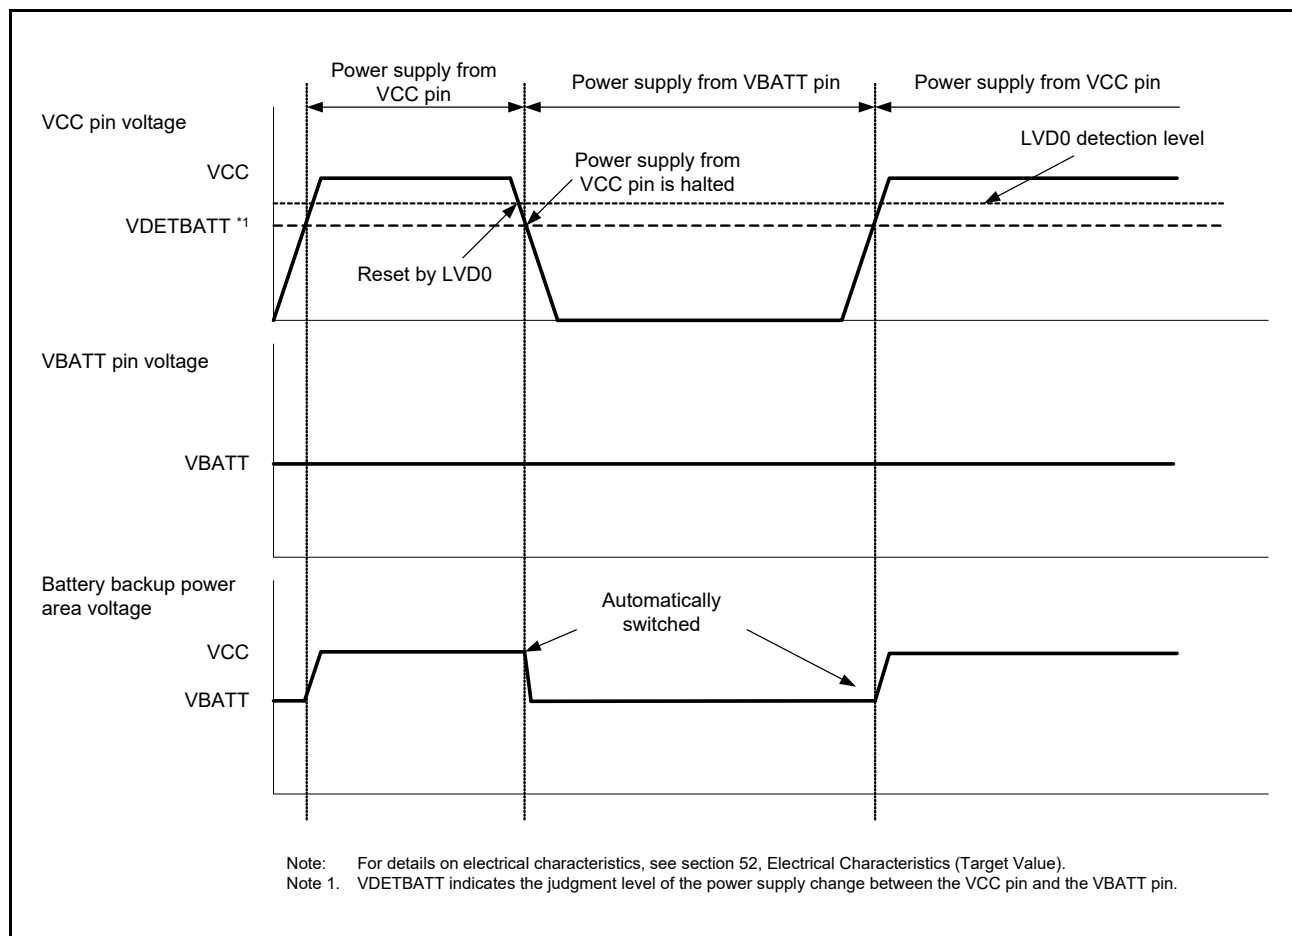 Power supply from
VCC pin
Power supply from VBATT pin
Power supply from VCC pin
VCC pin voltage
LVD0 detection level
VCC
Power supply from
VCC pin is halted
VDETBATT *1
Reset by LVD0
VBATT pin voltage
VBATT
Battery backup power
area voltage
Automatically
switched
VCC
VBATT
Note: For details on electrical characteristics, see section 52, Electrical Characteristics (Target Value).
Note 1. VDETBATT indicates the judgment level of the power supply change between the VCC pin and the VBATT pin.